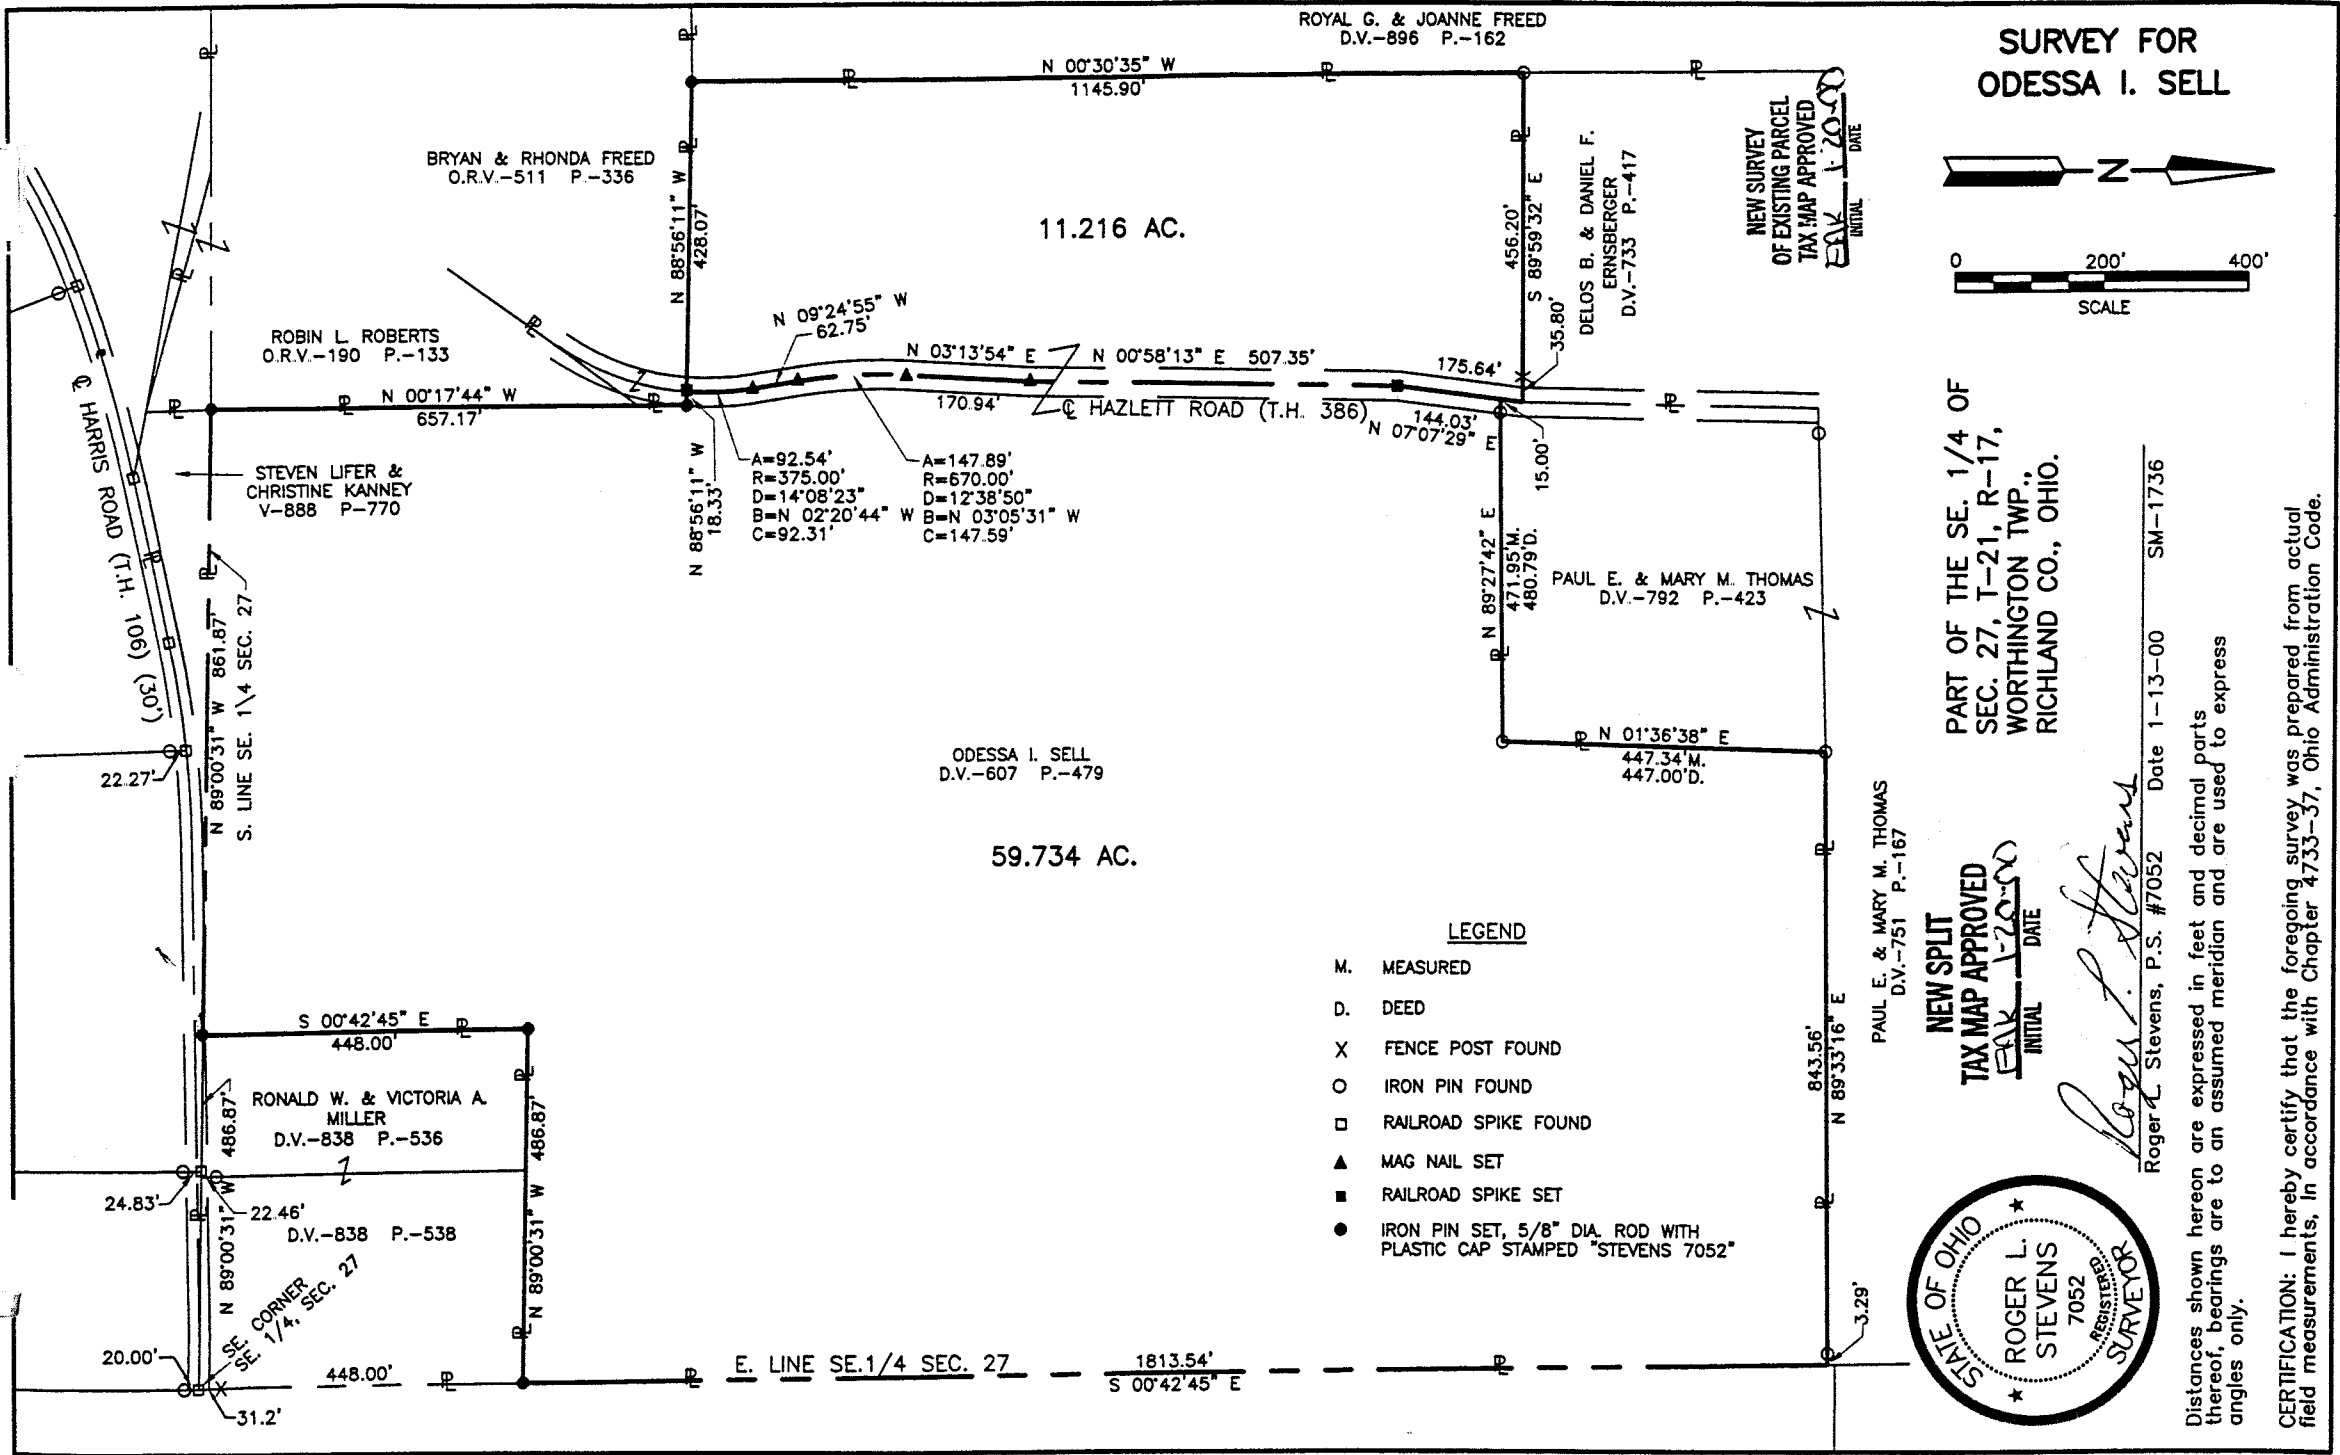 ROYAL G. & JOANNE FREED
D.V.-896 P.-162
SURVEY FOR
ODESSA I. SELL
N 00°30'35" W
1145.90'
BRYAN & RHONDA FREED
O.R.V.-511 P.-336
N 88°56'11" W
428.07'
11.216 AC.
456.20'
S 89°59'32" E
35.80'
DELOS B. & DANIEL F.
ERNSBERGER
D.V.-733 P.-417
NEW SURVEY
OF EXISTING PARCEL
TAX MAP APPROVED
INITIAL DATE
N
0 200' 400'
SCALE
ROBIN L. ROBERTS
O.R.V.-190 P.-133
N 00°17'44" W
657.17'
N 09°24'55" W
62.75'
N 03°13'54" E
170.94'
N 00°58'13" E 507.35'
175.64'
℄ HAZLETT ROAD (T.H. 386)
144.03'
N 07°07'29" E
15.00'
℄ HARRIS ROAD (T.H. 106) (30')
STEVEN LIFER &
CHRISTINE KANNEY
V-888 P-770
N 88°56'11" W
18.33'
A=92.54'
R=375.00'
D=14°08'23"
B=N 02°20'44" W
C=92.31'
A=147.89'
R=670.00'
D=12°38'50"
B=N 03°05'31" W
C=147.59'
N 89°27'42" E
471.95'M.
480.79'D.
PAUL E. & MARY M. THOMAS
D.V.-792 P.-423
PART OF THE SE. 1/4 OF
SEC. 27, T-21, R-17,
WORTHINGTON TWP.,
RICHLAND CO., OHIO.
N 89°00'31" W 861.87'
S. LINE SE. 1\4 SEC. 27
22.27'
N 01°36'38" E
447.34'M.
447.00'D.
ODESSA I. SELL
D.V.-607 P.-479
59.734 AC.
PAUL E. & MARY M. THOMAS
D.V.-751 P.-167
843.56'
N 89°33'16" E
NEW SPLIT
TAX MAP APPROVED
INITIAL DATE
LEGEND
M. MEASURED
D. DEED
X FENCE POST FOUND
IRON PIN FOUND
RAILROAD SPIKE FOUND
MAG NAIL SET
RAILROAD SPIKE SET
IRON PIN SET, 5/8" DIA. ROD WITH
PLASTIC CAP STAMPED "STEVENS 7052"
S 00°42'45" E
448.00'
RONALD W. & VICTORIA A.
MILLER
D.V.-838 P.-536
486.87'
N 89°00'31" W
N 89°00'31" W 486.87'
24.83'
22.46'
D.V.-838 P.-538
SE. CORNER
SE. 1/4, SEC. 27
20.00'
448.00'
31.2'
E. LINE SE.1/4 SEC. 27
1813.54'
S 00°42'45" E
3.29'
Roger L. Stevens, P.S. #7052 Date 1-13-00 SM-1736
STATE OF OHIO
ROGER L.
STEVENS
7052
REGISTERED
SURVEYOR
Distances shown hereon are expressed in feet and decimal parts
thereof, bearings are to an assumed meridian and are used to express
angles only.
CERTIFICATION: I hereby certify that the foregoing survey was prepared from actual
field measurements, In accordance with Chapter 4733-37, Ohio Administration Code.